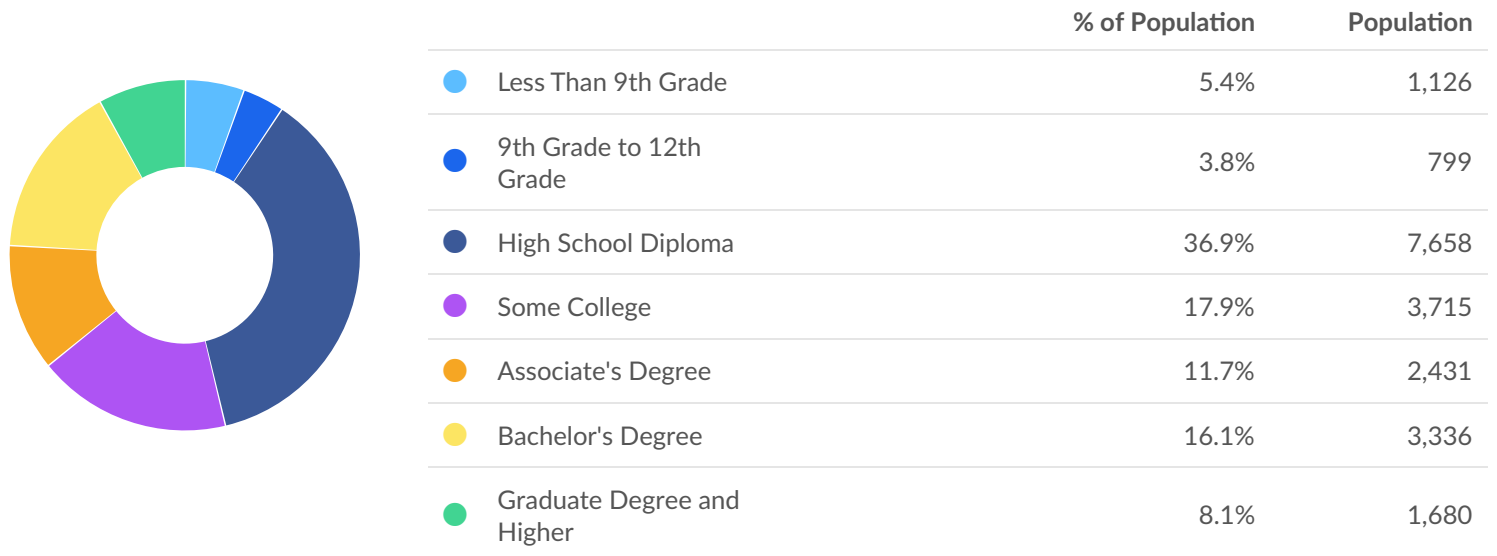 % of Population Population
Less Than 9th Grade 5.4% 1,126
9th Grade to 12th
Grade 3.8% 799
High School Diploma 36.9% 7,658
Some College 17.9% 3,715
Associate's Degree 11.7% 2,431
Bachelor's Degree 16.1% 3,336
Graduate Degree and
Higher 8.1% 1,680